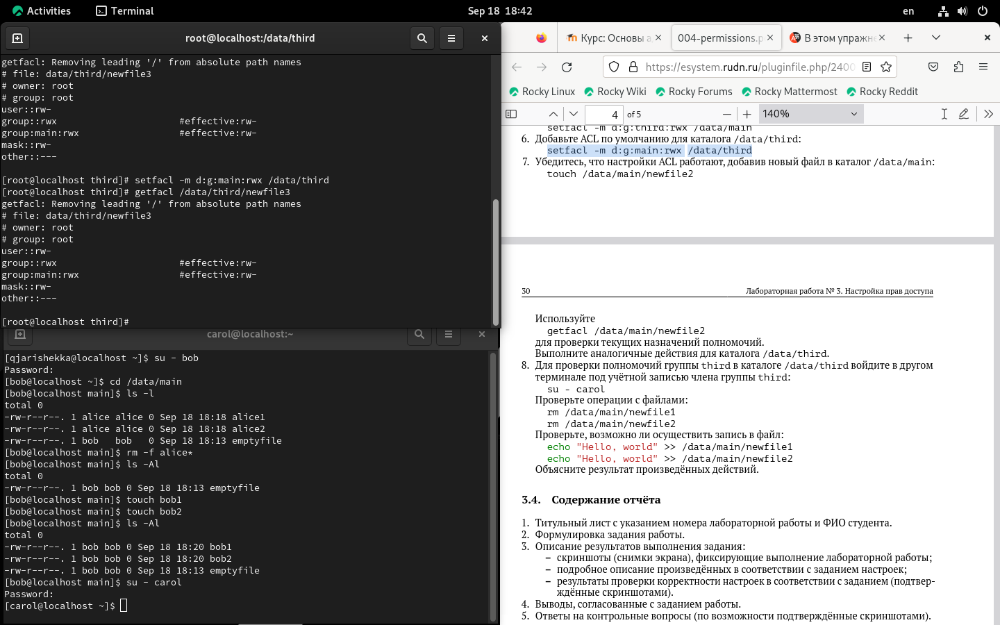 Activities
Terminal
Sep 18 18:42
en
root@localhost:/data/third
getfacl: Removing leading '/' from absolute path names
# file: data/third/newfile3
# owner: root
# group: root
user::rw-
group::rwx #effective:rw-
group:main:rwx #effective:rw-
mask::rw-
other::---
[root@localhost third]# setfacl -m d:g:main:rwx /data/third
[root@localhost third]# getfacl /data/third/newfile3
getfacl: Removing leading '/' from absolute path names
# file: data/third/newfile3
# owner: root
# group: root
user::rw-
group::rwx #effective:rw-
group:main:rwx #effective:rw-
mask::rw-
other::---
[root@localhost third]#
carol@localhost:~
[qjarishekka@localhost ~]$ su - bob
Password:
[bob@localhost ~]$ cd /data/main
[bob@localhost main]$ ls -l
total 0
-rw-r--r--. 1 alice alice 0 Sep 18 18:18 alice1
-rw-r--r--. 1 alice alice 0 Sep 18 18:18 alice2
-rw-r--r--. 1 bob bob 0 Sep 18 18:13 emptyfile
[bob@localhost main]$ rm -f alice*
[bob@localhost main]$ ls -Al
total 0
-rw-r--r--. 1 bob bob 0 Sep 18 18:13 emptyfile
[bob@localhost main]$ touch bob1
[bob@localhost main]$ touch bob2
[bob@localhost main]$ ls -Al
total 0
-rw-r--r--. 1 bob bob 0 Sep 18 18:20 bob1
-rw-r--r--. 1 bob bob 0 Sep 18 18:20 bob2
-rw-r--r--. 1 bob bob 0 Sep 18 18:13 emptyfile
[bob@localhost main]$ su - carol
Password:
[carol@localhost ~]$
Курс: Основы а
004-permissions.p
В этом упражне
https://esystem.rudn.ru/pluginfile.php/2400
Rocky Linux
Rocky Wiki
Rocky Forums
Rocky Mattermost
Rocky Reddit
4 of 5
140%
setfacl -m d:g:third:rwx /data/main
6. Добавьте ACL по умолчанию для каталога /data/third:
setfacl -m d:g:main:rwx /data/third
7. Убедитесь, что настройки ACL работают, добавив новый файл в каталог /data/main:
touch /data/main/newfile2
30 Лабораторная работа № 3. Настройка прав доступа
Используйте
getfacl /data/main/newfile2
для проверки текущих назначений полномочий.
Выполните аналогичные действия для каталога /data/third.
8. Для проверки полномочий группы third в каталоге /data/third войдите в другом
терминале под учётной записью члена группы third:
su - carol
Проверьте операции с файлами:
rm /data/main/newfile1
rm /data/main/newfile2
Проверьте, возможно ли осуществить запись в файл:
echo "Hello, world" >> /data/main/newfile1
echo "Hello, world" >> /data/main/newfile2
Объясните результат произведённых действий.
3.4. Содержание отчёта
1. Титульный лист с указанием номера лабораторной работы и ФИО студента.
2. Формулировка задания работы.
3. Описание результатов выполнения задания:
– скриншоты (снимки экрана), фиксирующие выполнение лабораторной работы;
– подробное описание произведённых в соответствии с заданием настроек;
– результаты проверки корректности настроек в соответствии с заданием (подтвер-
ждённые скриншотами).
4. Выводы, согласованные с заданием работы.
5. Ответы на контрольные вопросы (по возможности подтверждённые скриншотами).